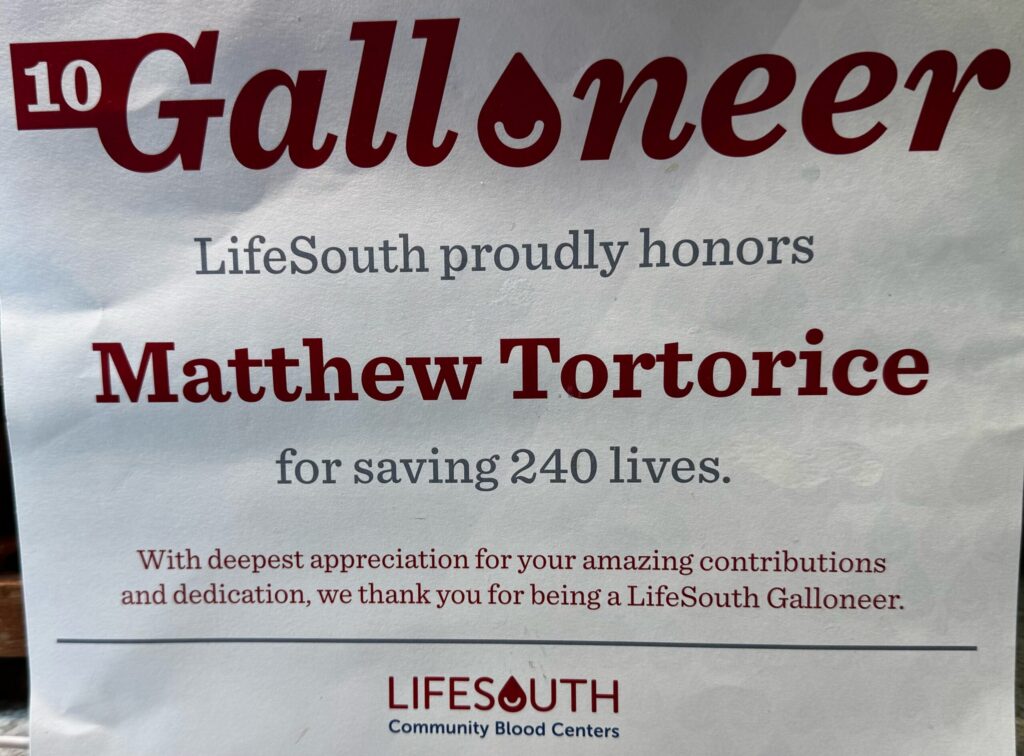 10 Galloneer
LifeSouth proudly honors
Matthew Tortorice
for saving 240 lives.
With deepest appreciation for your amazing contributions
and dedication, we thank you for being a LifeSouth Galloneer.
LIFESOUTH
Community Blood Centers